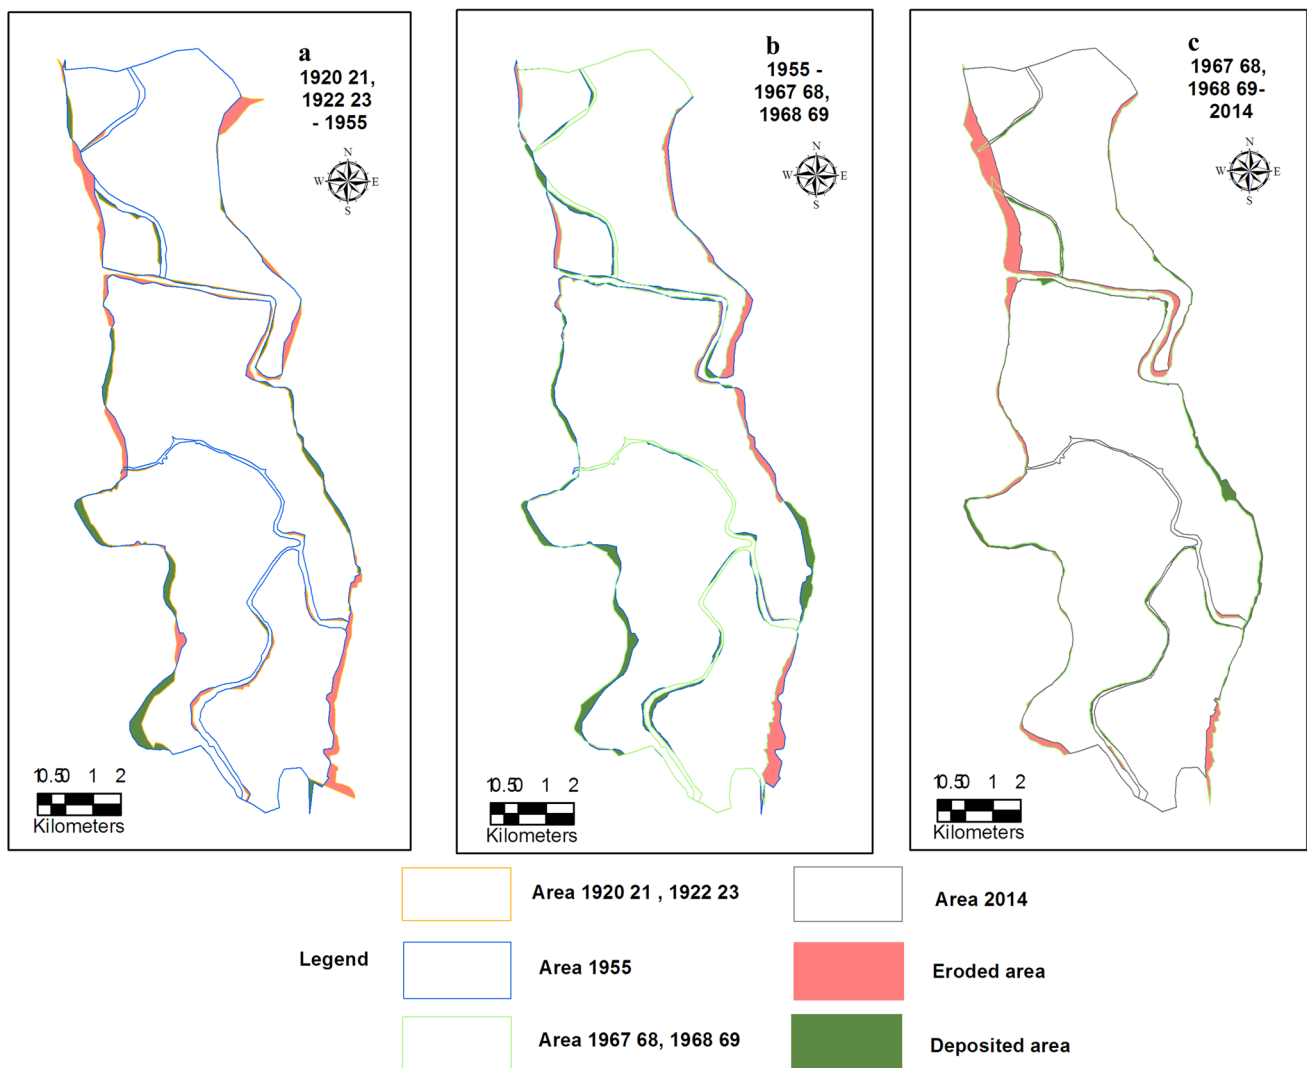 a
1920 21,
1922 23
- 1955
N
W E
S
10.50 1 2
Kilometers
b
1955 -
1967 68,
1968 69
N
W E
S
10.50 1 2
Kilometers
c
1967 68,
1968 69-
2014
N
W E
S
10.50 1 2
Kilometers
Legend
Area 1920 21 , 1922 23
Area 1955
Area 1967 68, 1968 69
Area 2014
Eroded area
Deposited area